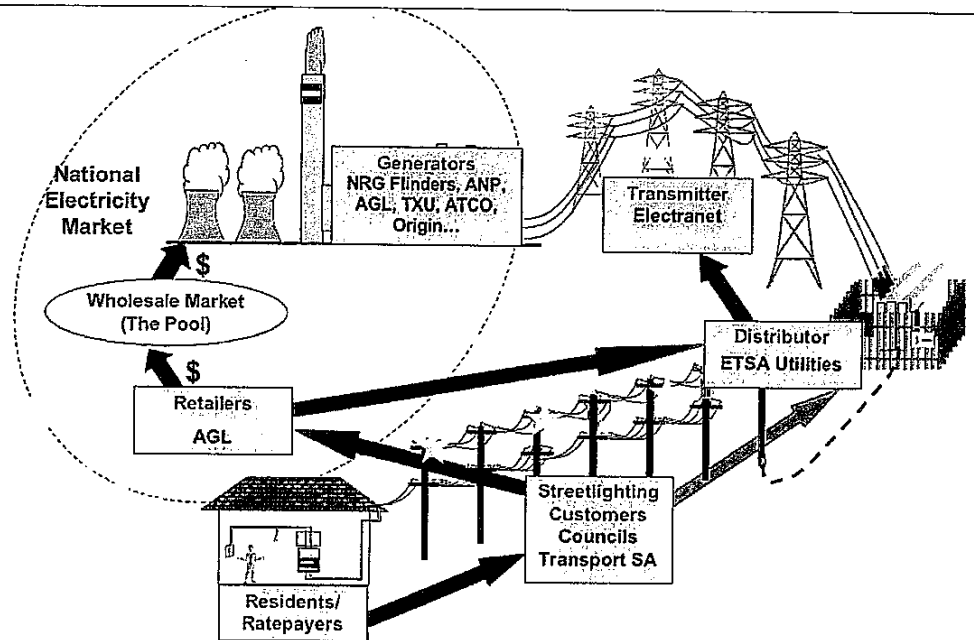 National
Electricity
Market
Generators
NRG Flinders, ANP,
AGL, TXU, ATCO,
Origin...
Transmitter
Electranet
$
Wholesale Market
(The Pool)
$
Distributor
ETSA Utilities
Retailers
AGL
Streetlighting
Customers
Councils
Transport SA
Residents/
Ratepayers